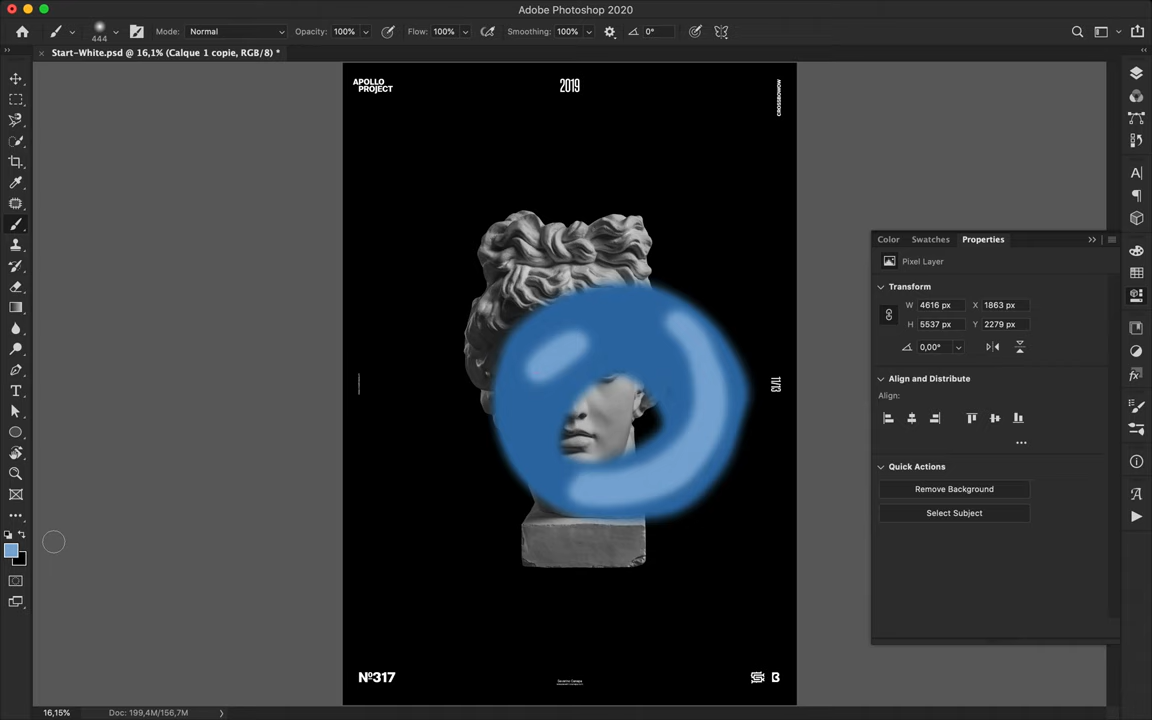 Adobe Photoshop 2020
444
Mode: Normal Opacity: 100% Flow: 100% Smoothing: 100% 0°
Start-White.psd @ 16,1% (Calque 1 copie, RGB/8) *
APOLLO
PROJECT
2019
CROSSBOWOW
11/13
Nº317
B
Color Swatches Properties
Pixel Layer
Transform
W 4616 px X 1863 px
H 5537 px Y 2279 px
0,00°
Align and Distribute
Align:
Quick Actions
Remove Background
Select Subject
16,15% Doc: 199,4M/156,7M